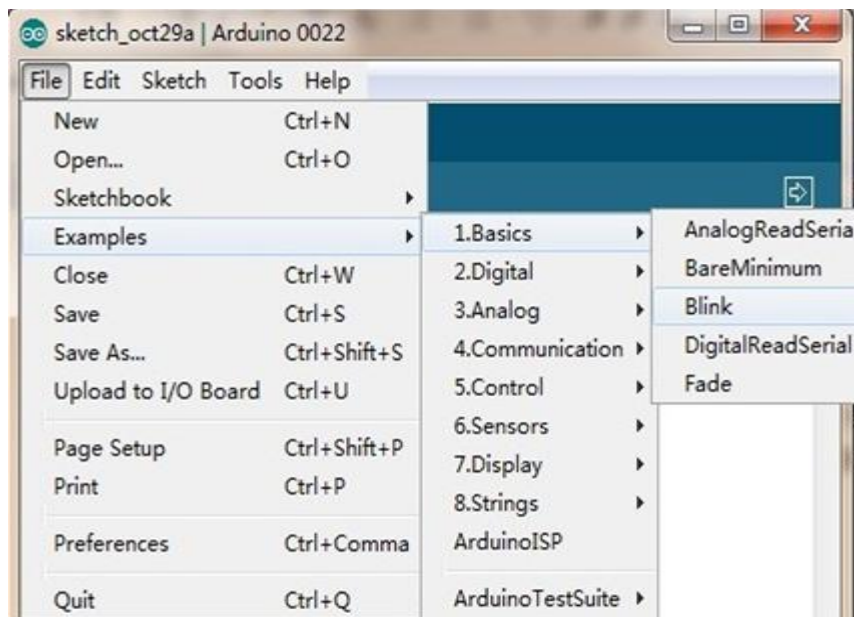 sketch_oct29a | Arduino 0022
File Edit Sketch Tools Help
New Ctrl+N
Open... Ctrl+O
Sketchbook
Examples
Close Ctrl+W
Save Ctrl+S
Save As... Ctrl+Shift+S
Upload to I/O Board Ctrl+U
Page Setup Ctrl+Shift+P
Print Ctrl+P
Preferences Ctrl+Comma
Quit Ctrl+Q
1.Basics
2.Digital
3.Analog
4.Communication
5.Control
6.Sensors
7.Display
8.Strings
ArduinoISP
ArduinoTestSuite
AnalogReadSeria
BareMinimum
Blink
DigitalReadSerial
Fade